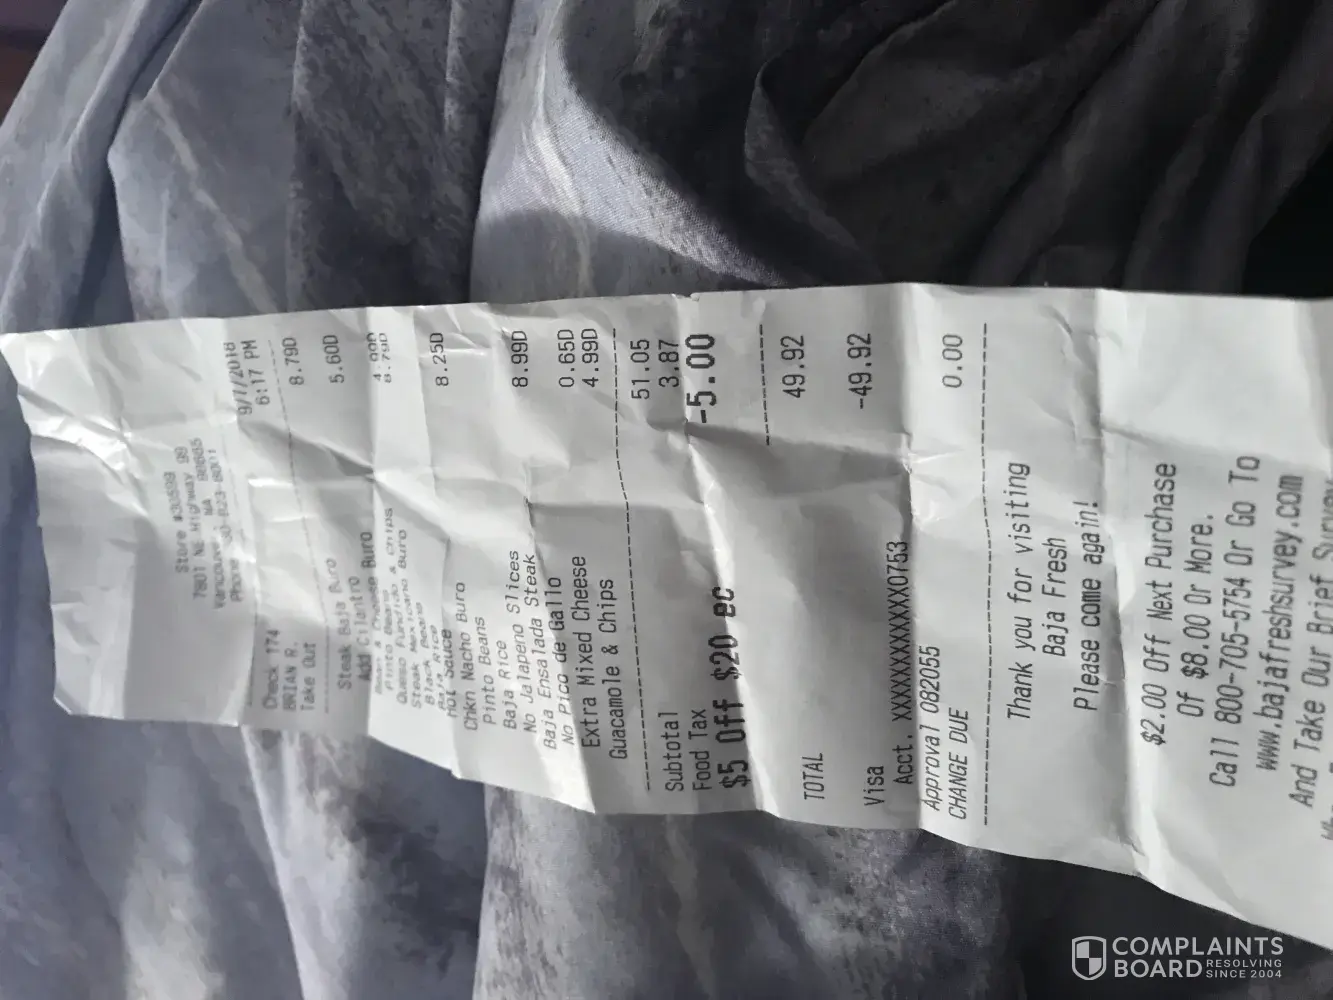 Store #30599
7801 NE Highway 99
Vancouver WA 98665
Phone
9/7/2018
Check 174 6:17 PM
BRIAN R.
Take Out
Steak Baja Buro 8.79D
Add Cilantro
Bean & Cheese Buro 5.60D
Pinto Beans
Queso Fundido & Chips 4.99D
Steak Mexicano Buro 8.79D
Black Beans
Baja Rice
Hot Sauce
Chkn Nacho Buro 8.25D
Pinto Beans
Baja Rice
No Jalapeno Slices
Baja Ensalada Steak 8.99D
No Pico de Gallo
Extra Mixed Cheese 0.65D
Guacamole & Chips 4.99D
Subtotal 51.05
Food Tax 3.87
$5 Off $20 ec -5.00
TOTAL 49.92
Visa -49.92
Acct. XXXXXXXXXXXX0753
Approval 082055
CHANGE DUE 0.00
Thank you for visiting
Baja Fresh
Please come again!
$2.00 Off Next Purchase
Of $8.00 Or More.
Call 800-705-5754 Or Go To
www.bajafreshsurvey.com
And Take Our Brief Survey
COMPLAINTS
BOARD RESOLVING
SINCE 2004